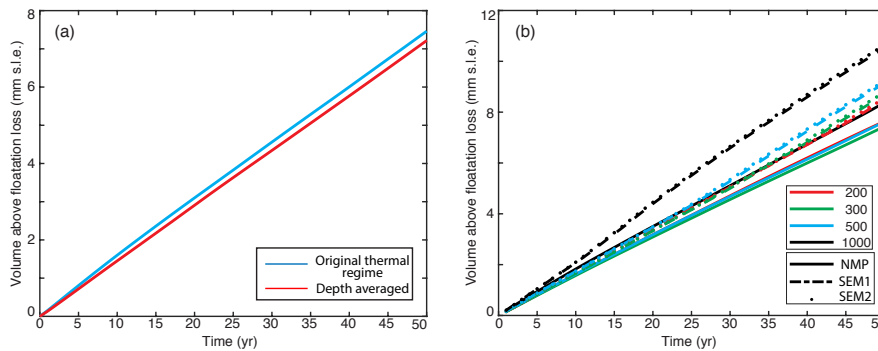 (a)
Volume above floatation loss (mm s.l.e.)
8
6
4
2
0
0 5 10 15 20 25 30 35 40 45 50
Time (yr)
Original thermal
regime
Depth averaged
(b)
Volume above floatation loss (mm s.l.e.)
12
8
4
0
0 5 10 15 20 25 30 35 40 45 50
Time (yr)
200
300
500
1000
NMP
SEM1
SEM2